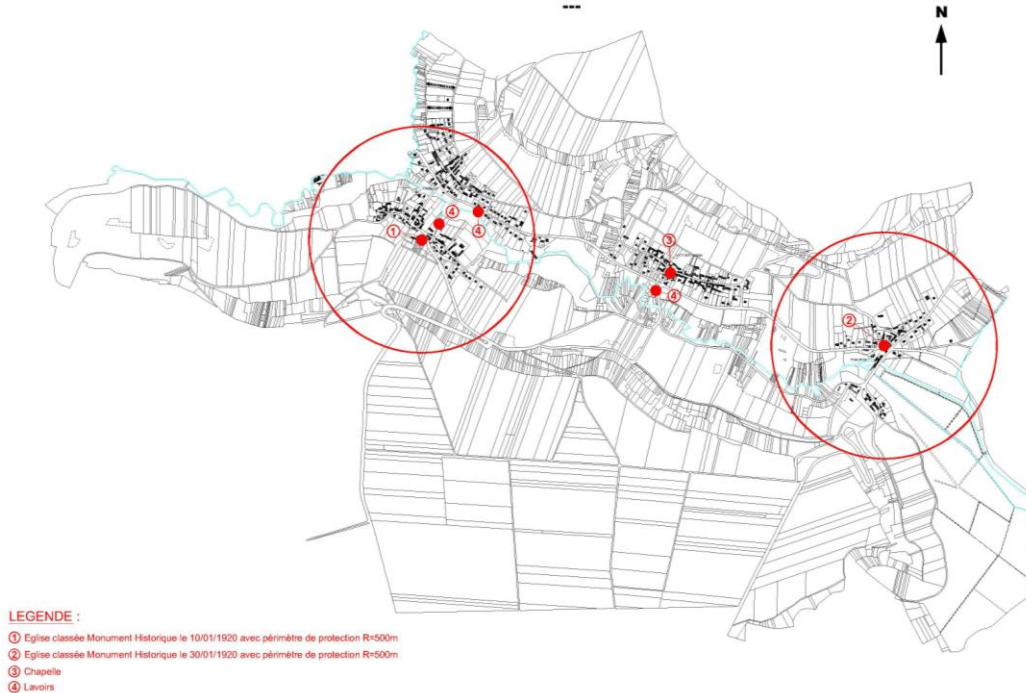 ---
N
④
① ④
③
④
②
LEGENDE :
① Eglise classée Monument Historique le 10/01/1920 avec périmètre de protection R=500m
② Eglise classée Monument Historique le 30/01/1920 avec périmètre de protection R=500m
③ Chapelle
④ Lavoirs